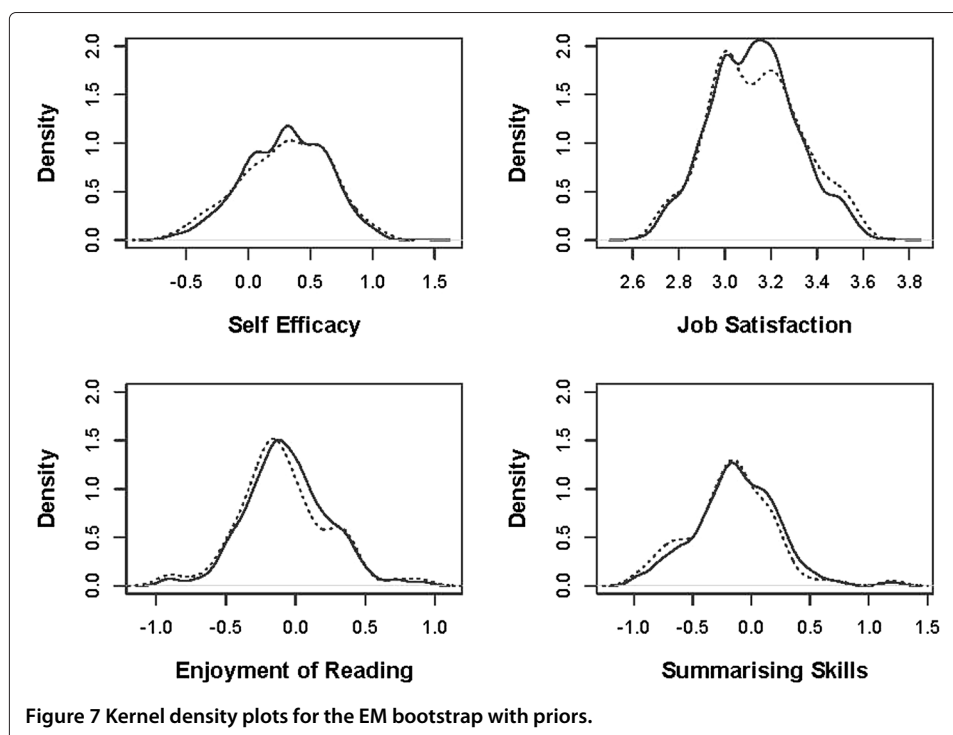 Density
0.0 0.5 1.0 1.5 2.0
-0.5 0.0 0.5 1.0 1.5
Self Efficacy
Density
0.0 0.5 1.0 1.5 2.0
2.6 2.8 3.0 3.2 3.4 3.6 3.8
Job Satisfaction
Density
0.0 0.5 1.0 1.5 2.0
-1.0 -0.5 0.0 0.5 1.0
Enjoyment of Reading
Density
0.0 0.5 1.0 1.5 2.0
-1.0 -0.5 0.0 0.5 1.0 1.5
Summarising Skills
Figure 7 Kernel density plots for the EM bootstrap with priors.